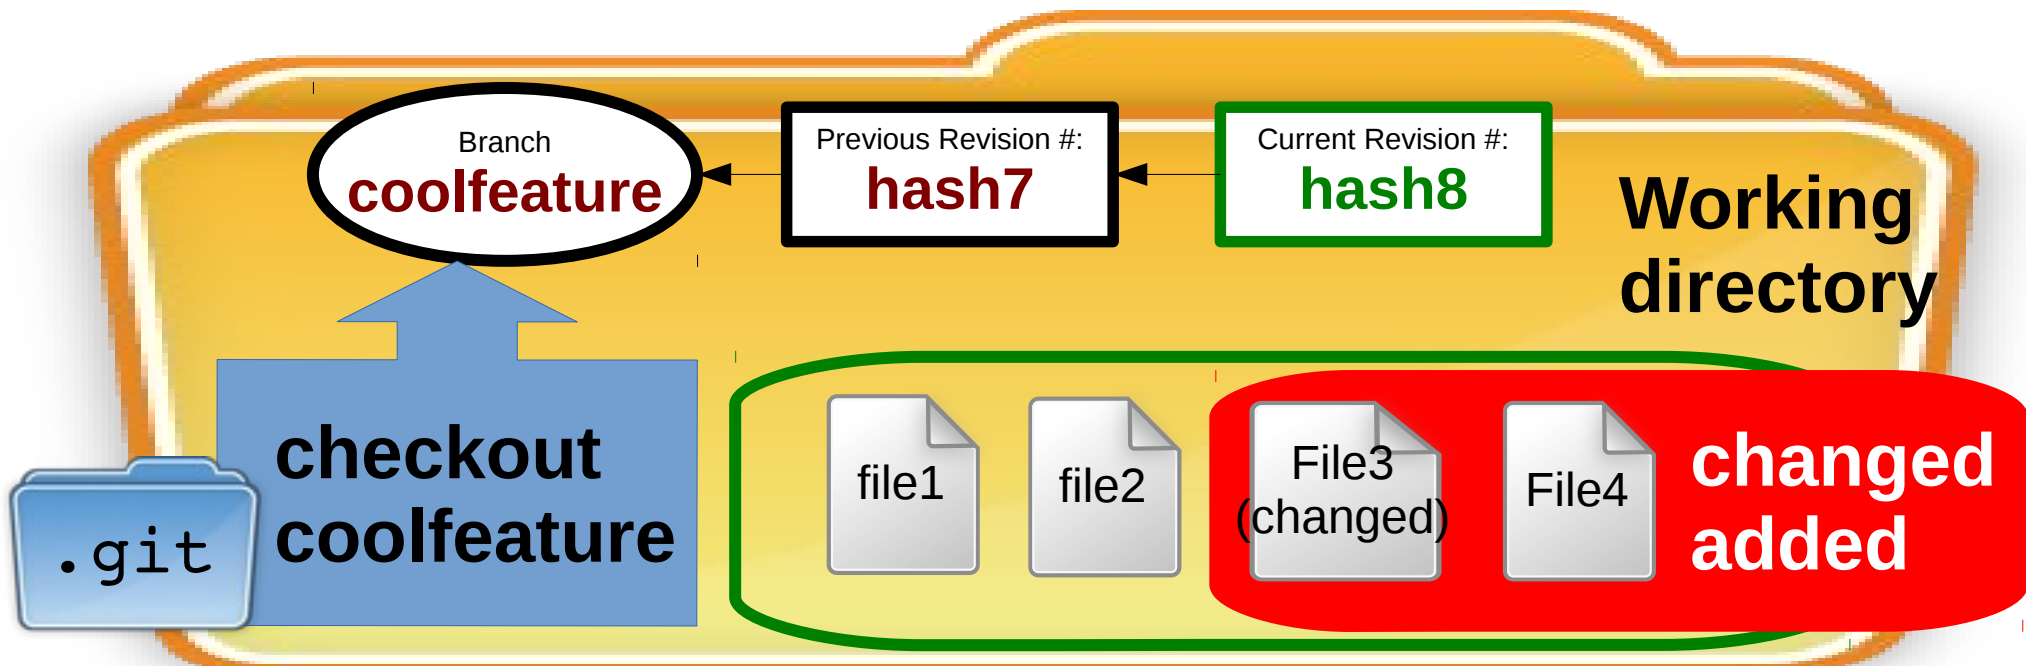 Branch
coolfeature
Previous Revision #:
hash7
Current Revision #:
hash8
Working
directory
checkout
coolfeature
.git
file1
file2
File3
(changed)
File4
changed
added